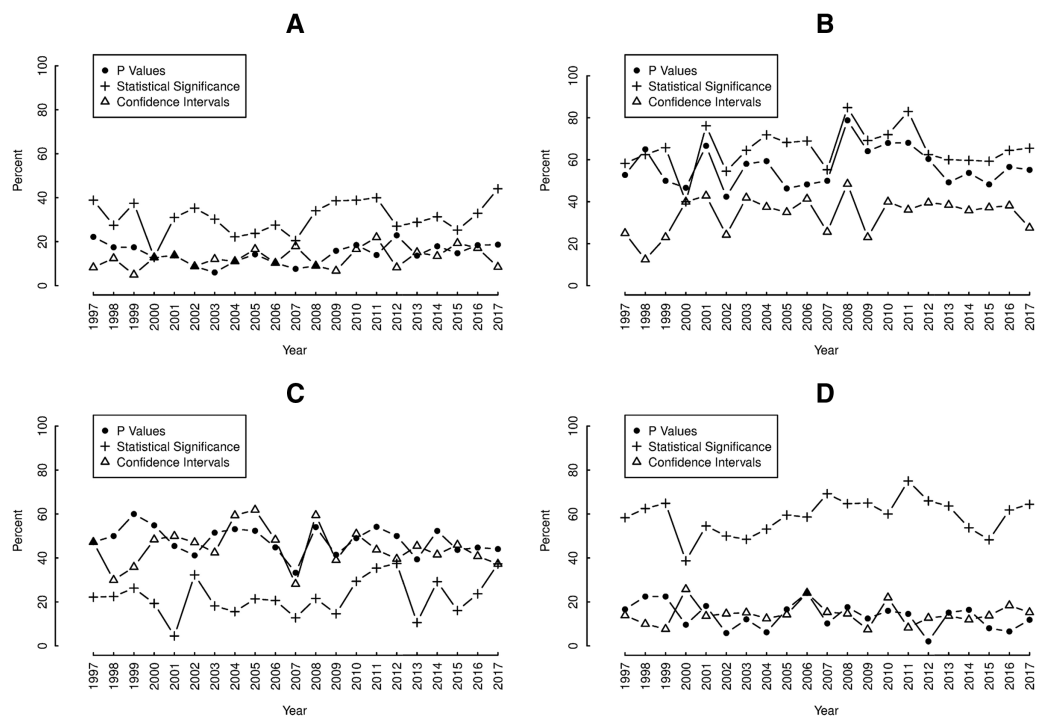 A
Percent
100
80
60
40
20
0
P Values
Statistical Significance
Confidence Intervals
1997 1998 1999 2000 2001 2002 2003 2004 2005 2006 2007 2008 2009 2010 2011 2012 2013 2014 2015 2016 2017
Year
B
Percent
100
80
60
40
20
0
P Values
Statistical Significance
Confidence Intervals
1997 1998 1999 2000 2001 2002 2003 2004 2005 2006 2007 2008 2009 2010 2011 2012 2013 2014 2015 2016 2017
Year
C
Percent
100
80
60
40
20
0
P Values
Statistical Significance
Confidence Intervals
1997 1998 1999 2000 2001 2002 2003 2004 2005 2006 2007 2008 2009 2010 2011 2012 2013 2014 2015 2016 2017
Year
D
Percent
100
80
60
40
20
0
P Values
Statistical Significance
Confidence Intervals
1997 1998 1999 2000 2001 2002 2003 2004 2005 2006 2007 2008 2009 2010 2011 2012 2013 2014 2015 2016 2017
Year